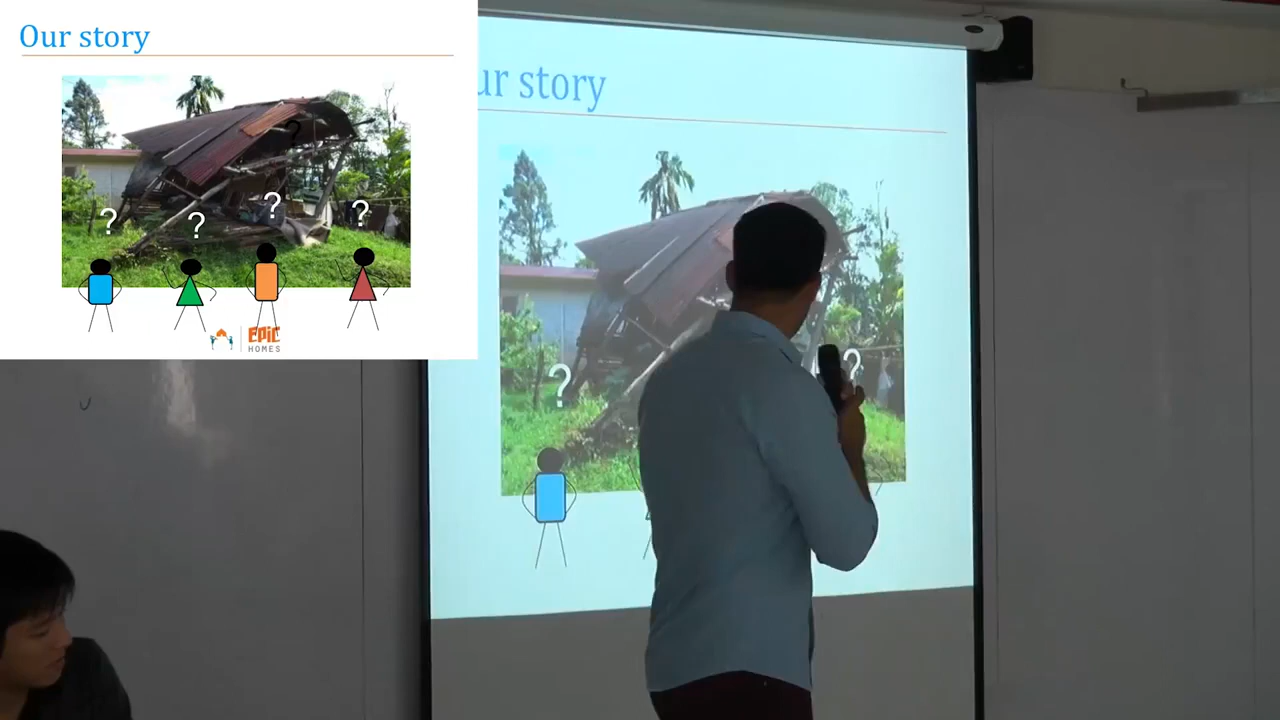 Our story
?
? ? ? ?
EPIC
HOMES
ur story
? ?